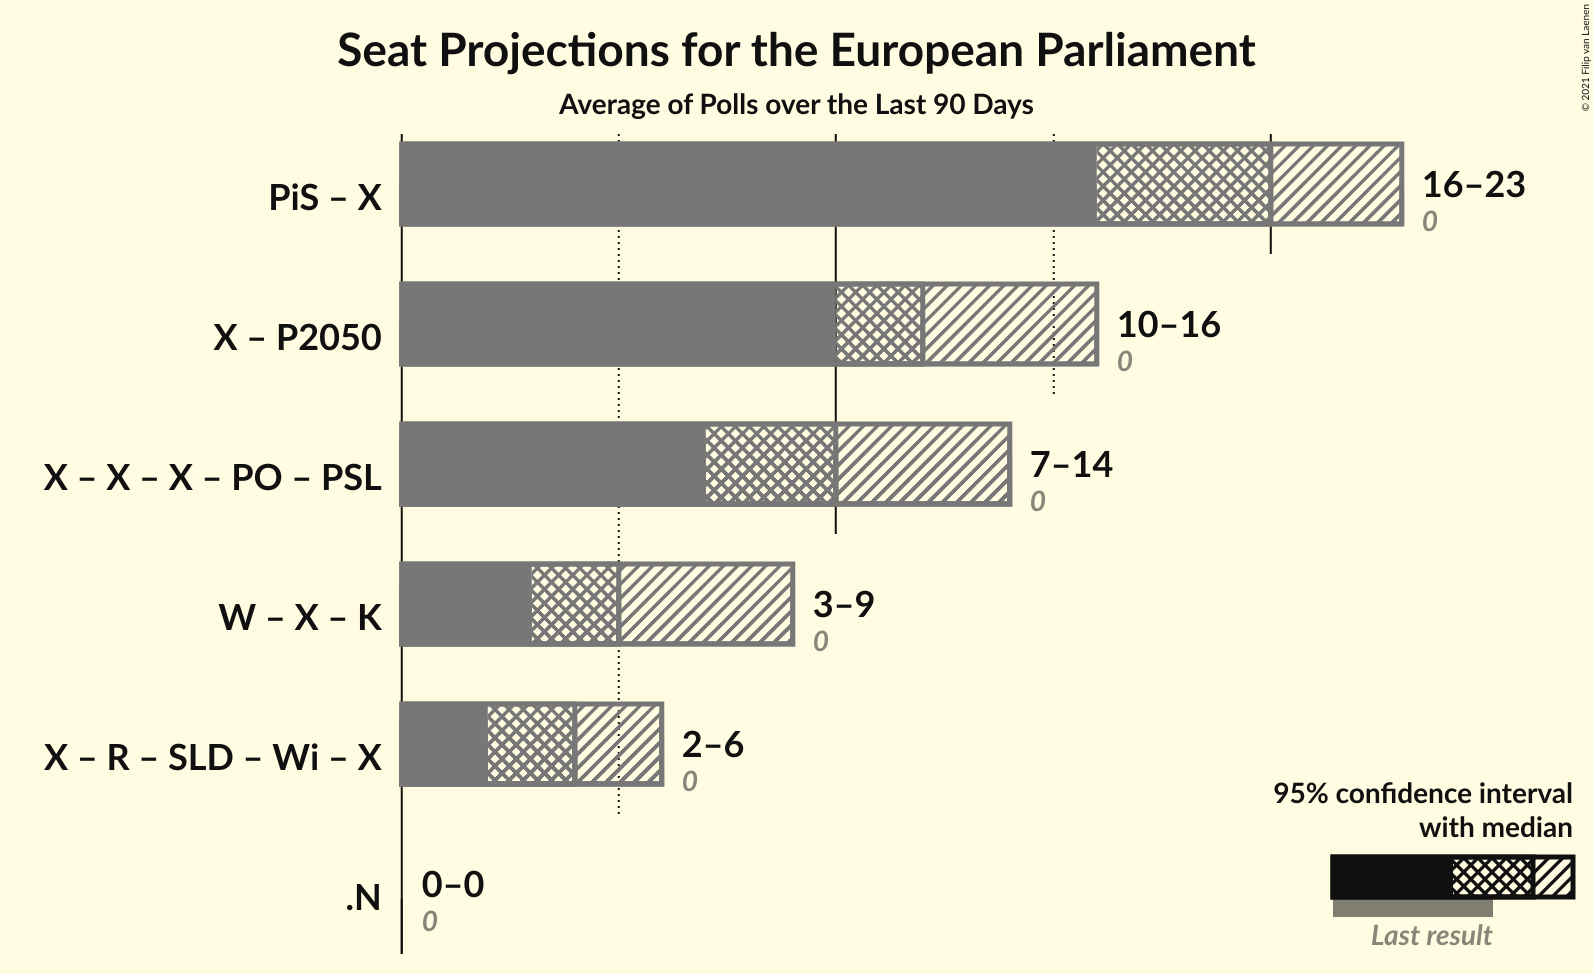 Seat Projections for the European Parliament
Average of Polls over the Last 90 Days
© 2021 Filip van Laenen
PiS – X
16–23
0
X – P2050
10–16
0
X – X – X – PO – PSL
7–14
0
W – X – K
3–9
0
X – R – SLD – Wi – X
2–6
0
.N
0–0
0
95% confidence interval
with median
Last result